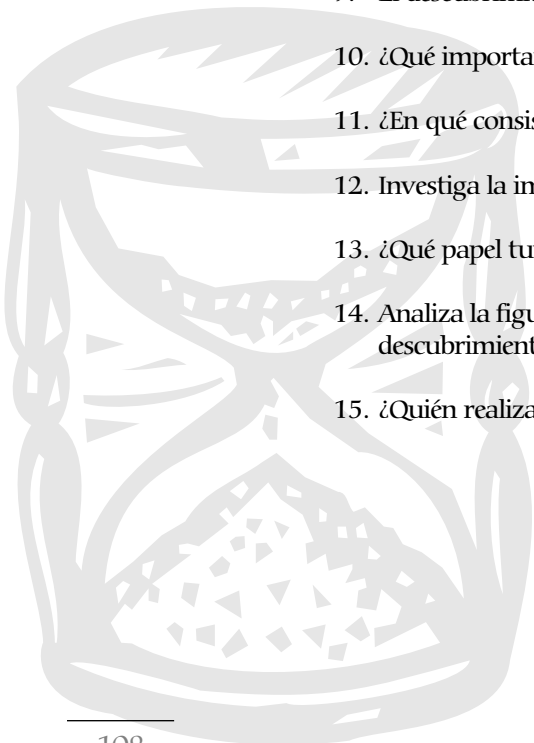 10. ¿Qué importa
11. ¿En qué consis
12. Investiga la im
13. ¿Qué papel tu
14. Analiza la figu
descubrimient
15. ¿Quién realiza